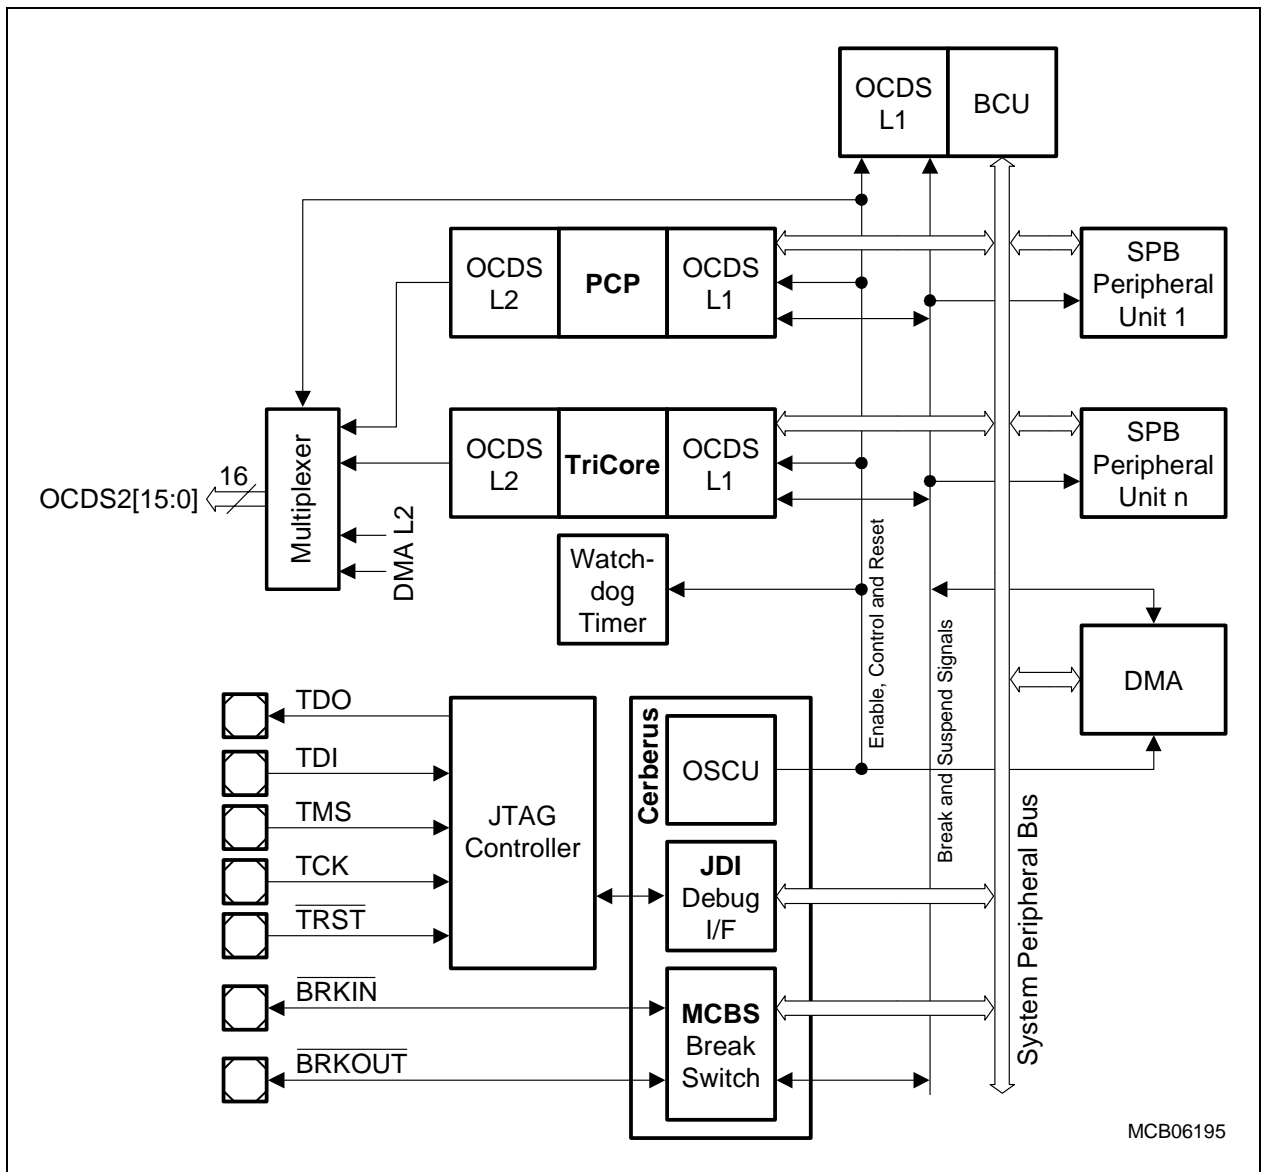 OCDS
L1
BCU
OCDS
L2
PCP
OCDS
L1
SPB
Peripheral
Unit 1
OCDS
L2
TriCore
OCDS
L1
SPB
Peripheral
Unit n
Multiplexer
16
OCDS2[15:0]
DMA L2
Watch-
dog
Timer
Enable, Control and Reset
Break and Suspend Signals
System Peripheral Bus
DMA
TDO
TDI
TMS
TCK
TRST
BRKIN
BRKOUT
JTAG
Controller
Cerberus
OSCU
JDI
Debug
I/F
MCBS
Break
Switch
MCB06195